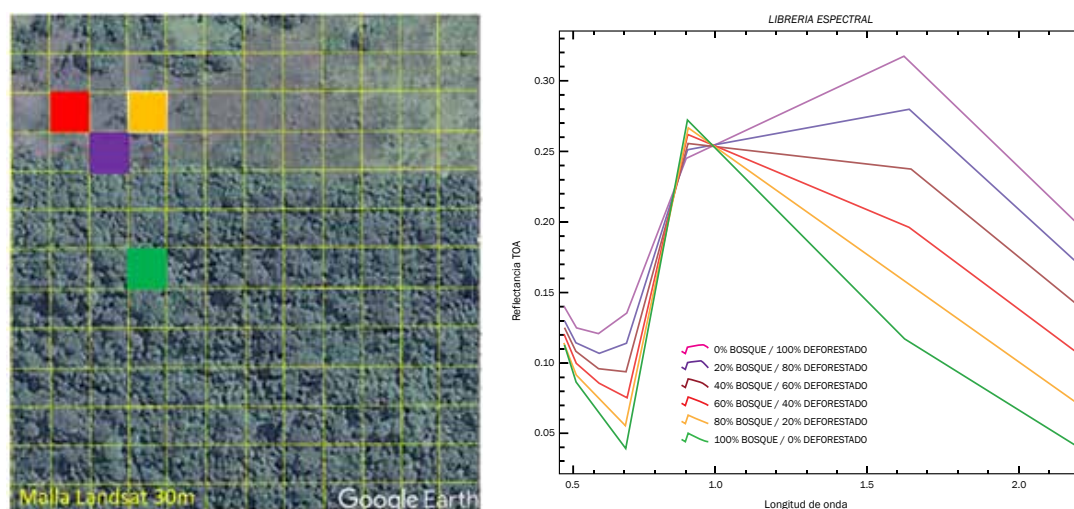 Malla Landsat 30m
Google Earth
LIBRERIA ESPECTRAL
Reflectancia TOA
0.30
0.25
0.20
0.15
0.10
0.05
0% BOSQUE / 100% DEFORESTADO
20% BOSQUE / 80% DEFORESTADO
40% BOSQUE / 60% DEFORESTADO
60% BOSQUE / 40% DEFORESTADO
80% BOSQUE / 20% DEFORESTADO
100% BOSQUE / 0% DEFORESTADO
0.5 1.0 1.5 2.0
Longitud de onda